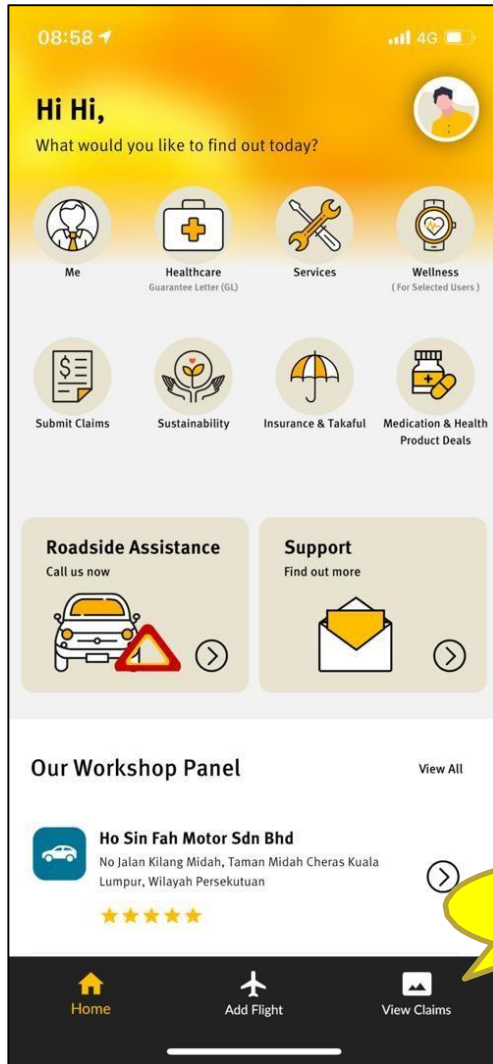 08:58
4G
Hi Hi,
What would you like to find out today?
Me
Healthcare
Guarantee Letter (GL)
Services
Wellness
( For Selected Users )
Submit Claims
Sustainability
Insurance & Takaful
Medication & Health
Product Deals
Roadside Assistance
Call us now
Support
Find out more
Our Workshop Panel
View All
Ho Sin Fah Motor Sdn Bhd
No Jalan Kilang Midah, Taman Midah Cheras Kuala
Lumpur, Wilayah Persekutuan
Home
Add Flight
View Claims